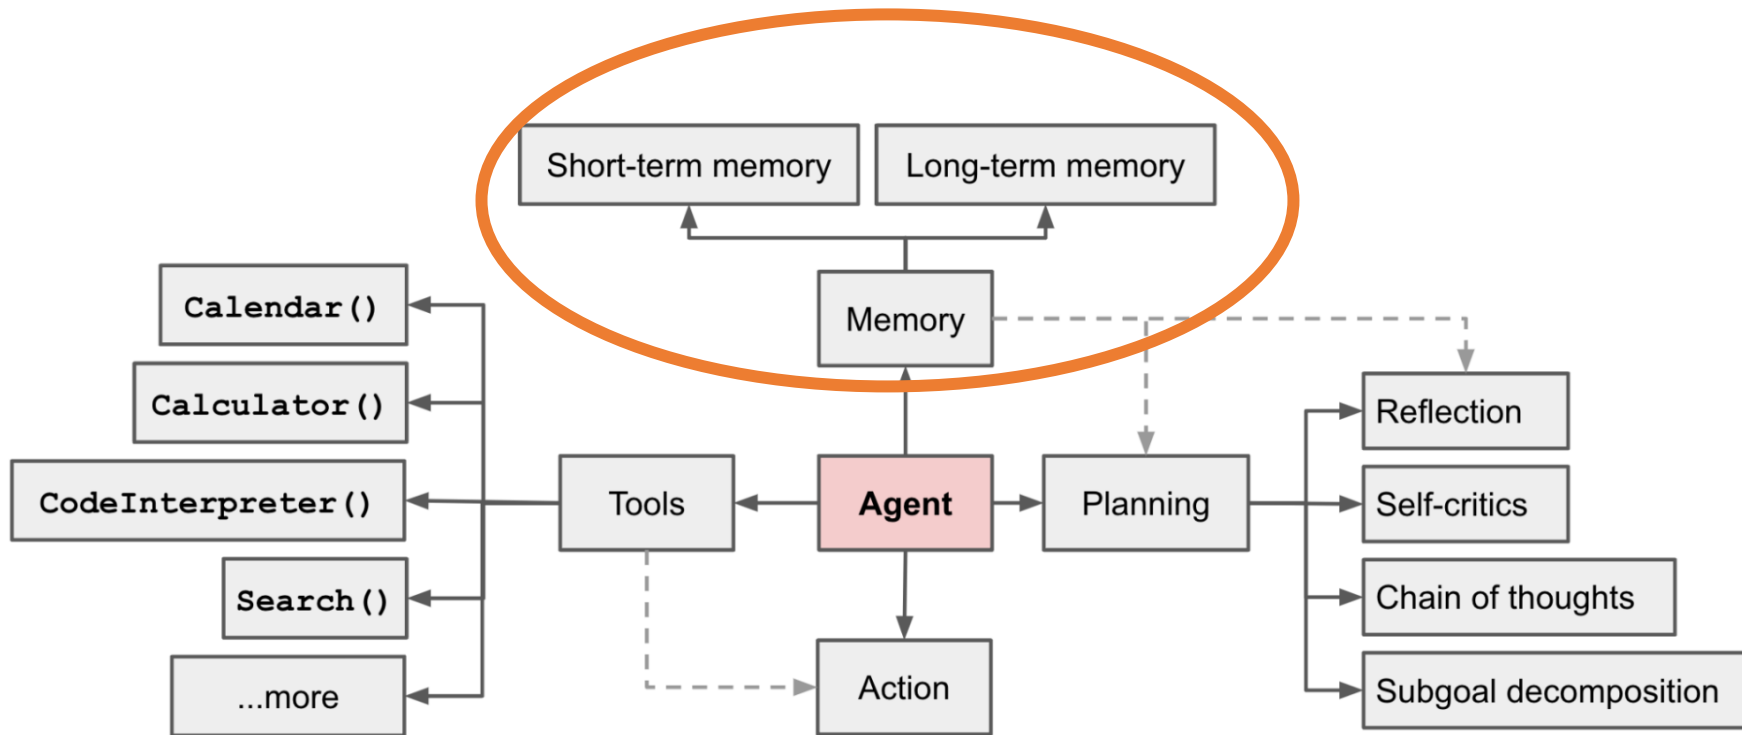 Short-term memory
Long-term memory
Memory
Calendar()
Calculator()
CodeInterpreter()
Search()
...more
Tools
Agent
Planning
Action
Reflection
Self-critics
Chain of thoughts
Subgoal decomposition